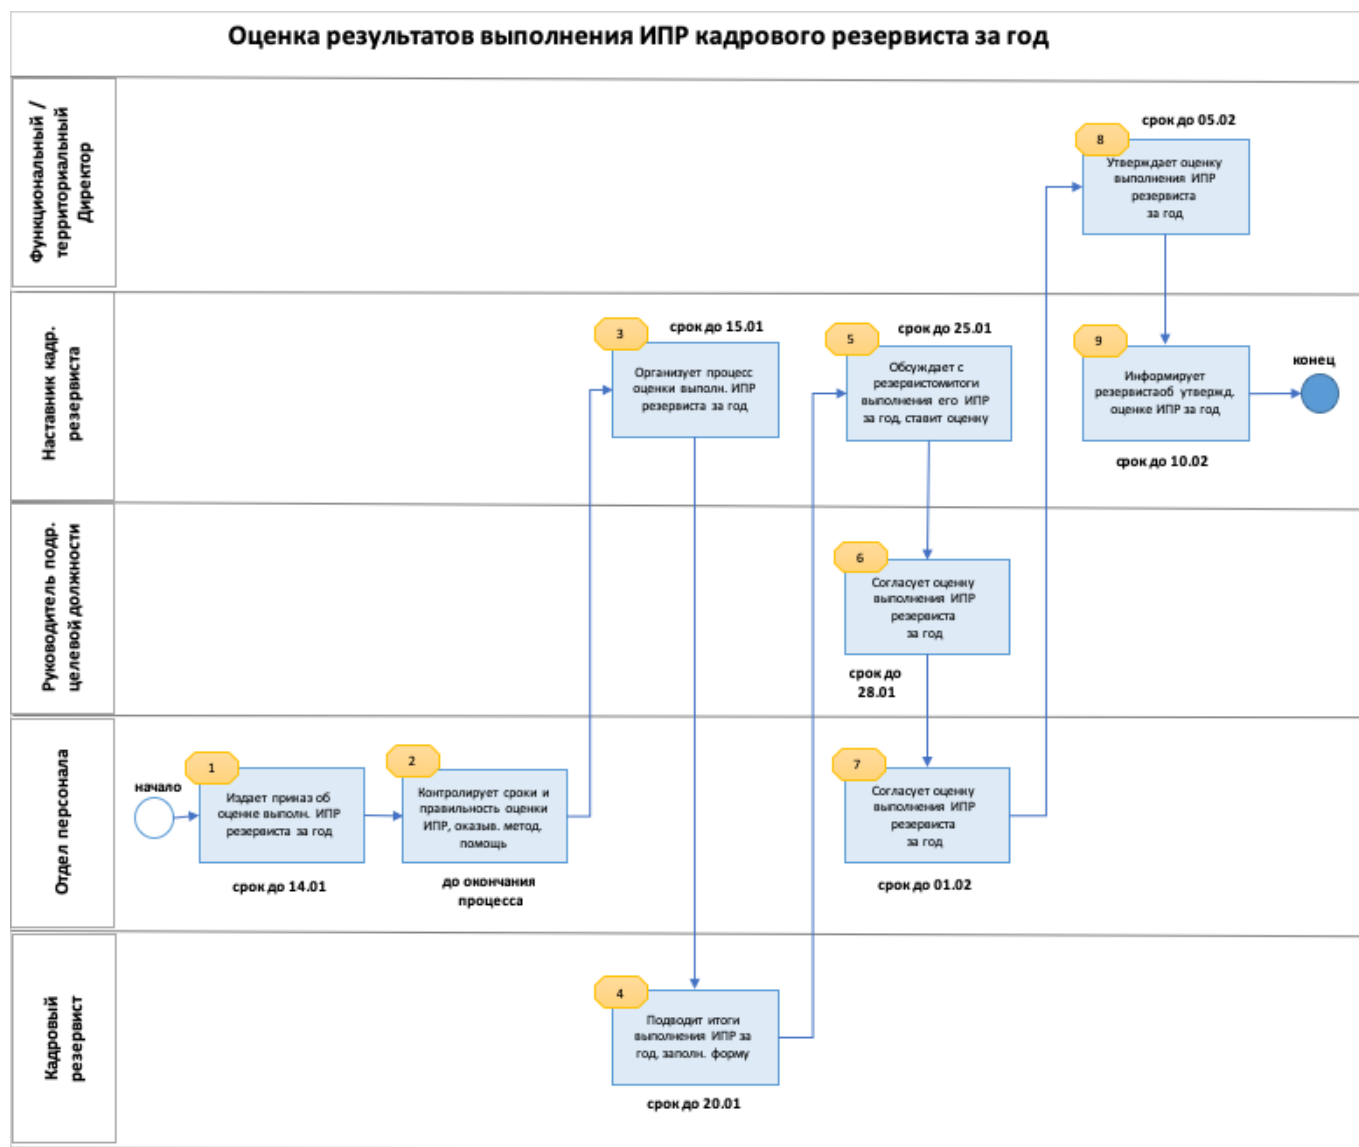 Оценка результатов выполнения ИПР кадрового резервиста за год
Функциональный /
территориальный
Директор
срок до 05.02
8
Утверждает оценку
выполнения ИПР
резервиста
за год
Наставник кадр.
резервиста
3
срок до 15.01
Организует процесс
оценки выполн. ИПР
резервиста за год
5
срок до 25.01
Обсуждает с
резервистомитоги
выполнения его ИПР
за год, ставит оценку
9
Информирует
резервистаоб утвержд.
оценке ИПР за год
срок до 10.02
конец
Руководитель подр.
целевой должности
6
Согласует оценку
выполнения ИПР
резервиста
за год
срок до
28.01
Отдел персонала
начало
1
Издает приказ об
оценке выполн. ИПР
резервиста за год
срок до 14.01
2
Контролирует сроки и
правильность оценки
ИПР, оказыв. метод.
помощь
до окончания
процесса
7
Согласует оценку
выполнения ИПР
резервиста
за год
срок до 01.02
Кадровый
резервист
4
Подводит итоги
выполнения ИПР за
год, заполн. форму
срок до 20.01